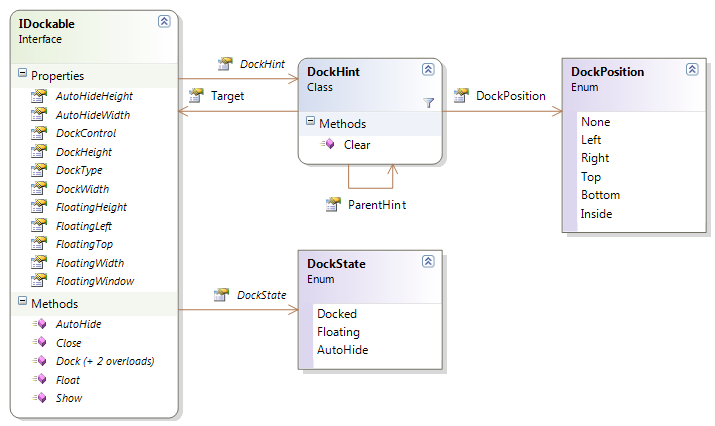 IDockable
Interface
Properties
AutoHideHeight
AutoHideWidth
DockControl
DockHeight
DockType
DockWidth
FloatingHeight
FloatingLeft
FloatingTop
FloatingWidth
FloatingWindow
Methods
AutoHide
Close
Dock (+ 2 overloads)
Float
Show
DockHint
Target
DockHint
Class
Methods
Clear
ParentHint
DockPosition
DockPosition
Enum
None
Left
Right
Top
Bottom
Inside
DockState
DockState
Enum
Docked
Floating
AutoHide